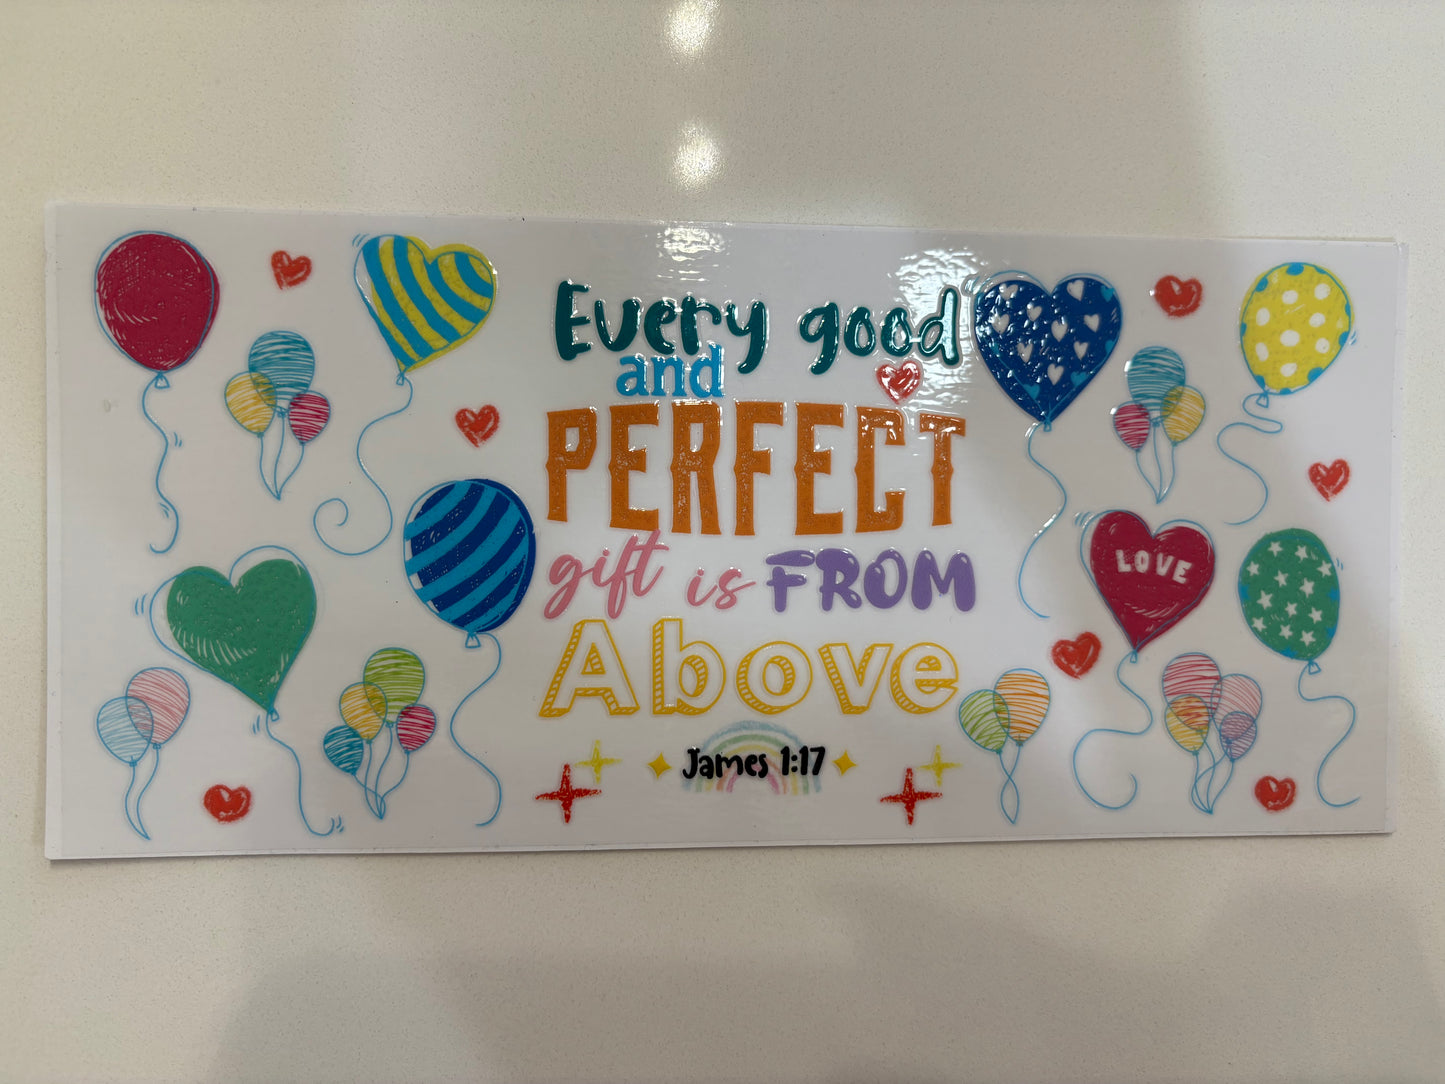 Every good
and
PERFECT
gift is FROM
Above
James 1:17
LOVE